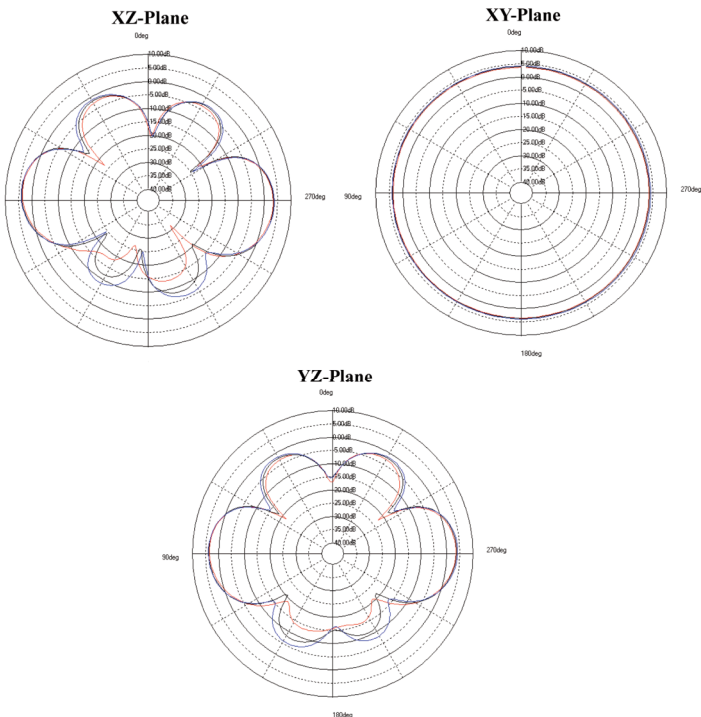 XZ-Plane
0deg
10.00dB
5.00dB
0.00dB
5.00dB
10.00dB
15.00dB
20.00dB
25.00dB
30.00dB
35.00dB
40.00dB
270deg
XY-Plane
0deg
10.00dB
5.00dB
0.00dB
5.00dB
10.00dB
15.00dB
20.00dB
25.00dB
30.00dB
35.00dB
40.00dB
90deg
270deg
180deg
YZ-Plane
0deg
10.00dB
5.00dB
0.00dB
5.00dB
10.00dB
15.00dB
20.00dB
25.00dB
30.00dB
35.00dB
40.00dB
90deg
270deg
180deg